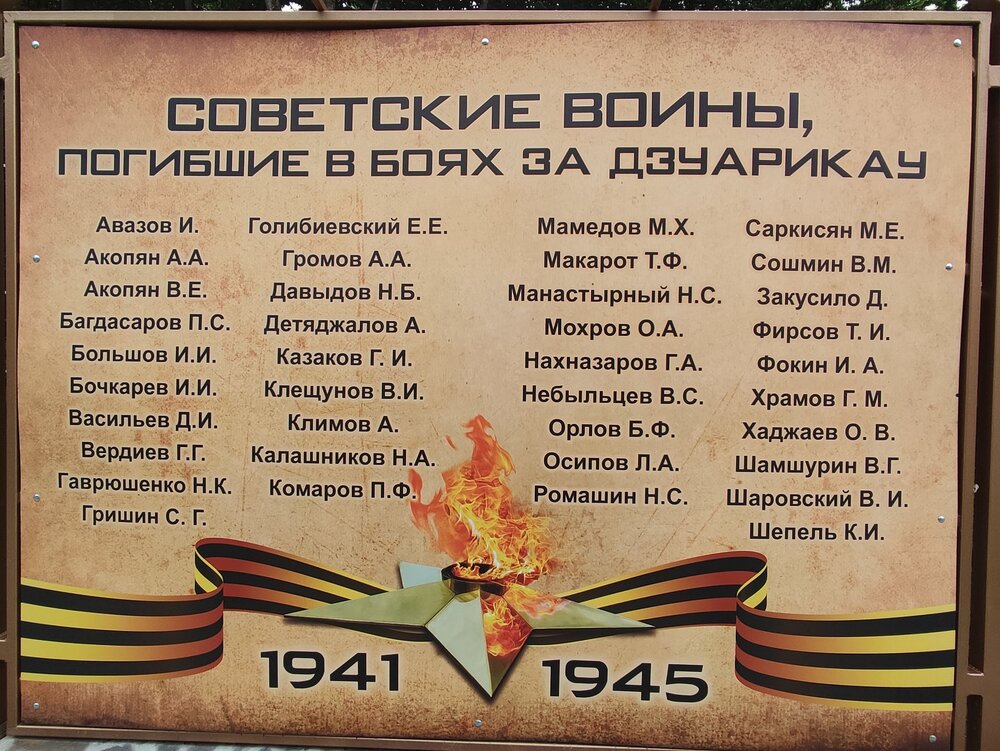 СОВЕТСКИЕ ВОИНЫ,
ПОГИБШИЕ В БОЯХ ЗА ДЗУАРИКАУ
Авазов И.
Акопян А.А.
Акопян В.Е.
Багдасаров П.С.
Большов И.И.
Бочкарев И.И.
Васильев Д.И.
Вердиев Г.Г.
Гаврюшенко Н.К.
Гришин С. Г.
Голибиевский Е.Е.
Громов А.А.
Давыдов Н.Б.
Детяджалов А.
Казаков Г. И.
Клещунов В.И.
Климов А.
Калашников Н.А.
Комаров П.Ф.
Мамедов М.Х.
Макарот Т.Ф.
Манастырный Н.С.
Мохров О.А.
Нахназаров Г.А.
Небыльцев В.С.
Орлов Б.Ф.
Осипов Л.А.
Ромашин Н.С.
Саркисян М.Е.
Сошмин В.М.
Закусило Д.
Фирсов Т. И.
Фокин И. А.
Храмов Г. М.
Хаджаев О. В.
Шамшурин В.Г.
Шаровский В. И.
Шепель К.И.
1941 1945